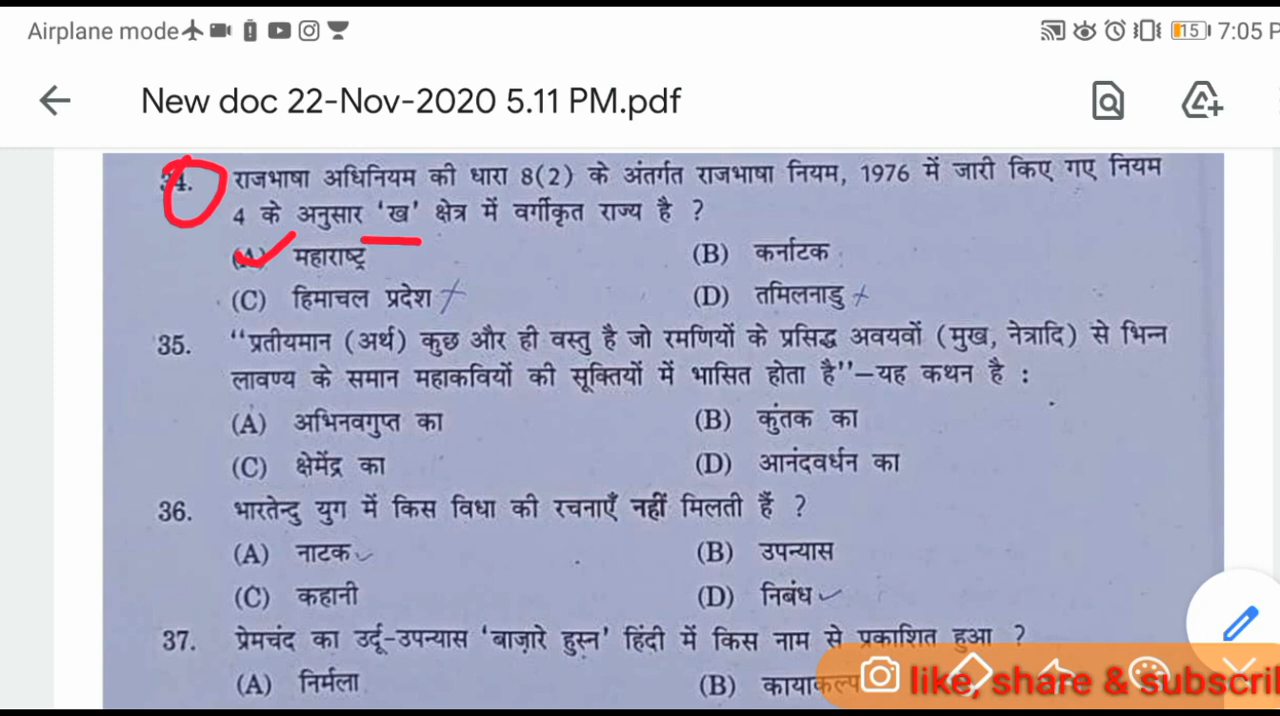 Airplane mode 15 7:05 P
New doc 22-Nov-2020 5.11 PM.pdf
34. राजभाषा अधिनियम की धारा 8(2) के अंतर्गत राजभाषा नियम, 1976 में जारी किए गए नियम
4 के अनुसार 'ख' क्षेत्र में वर्गीकृत राज्य है ?
(A) महाराष्ट्र (B) कर्नाटक
(C) हिमाचल प्रदेश (D) तमिलनाडु
35. "प्रतीयमान (अर्थ) कुछ और ही वस्तु है जो रमणियों के प्रसिद्ध अवयवों (मुख, नेत्रादि) से भिन्न
लावण्य के समान महाकवियों की सूक्तियों में भासित होता है"–यह कथन है :
(A) अभिनवगुप्त का (B) कुंतक का
(C) क्षेमेंद्र का (D) आनंदवर्धन का
36. भारतेन्दु युग में किस विधा की रचनाएँ नहीं मिलती हैं ?
(A) नाटक (B) उपन्यास
(C) कहानी (D) निबंध
37. प्रेमचंद का उर्दू-उपन्यास 'बाज़ारे हुस्न' हिंदी में किस नाम से प्रकाशित हुआ ?
(A) निर्मला (B) कायाकल्प
like, share & subscri